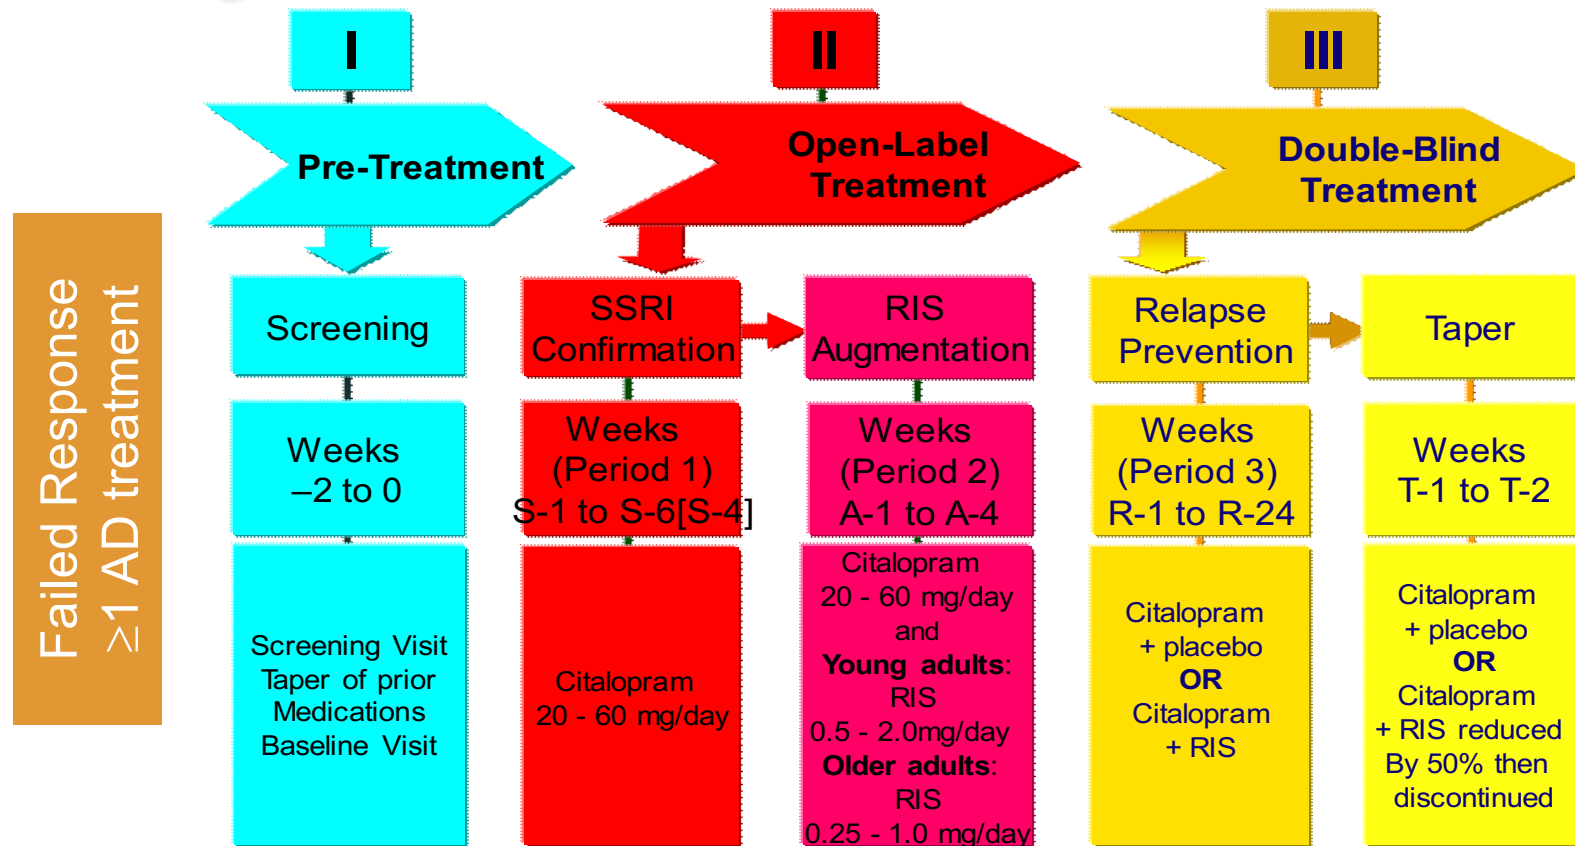 Failed Response
≥1 AD treatment
I
Pre-Treatment
Screening
Weeks
–2 to 0
Screening Visit
Taper of prior
Medications
Baseline Visit
II
Open-Label
Treatment
SSRI
Confirmation
Weeks
(Period 1)
S-1 to S-6[S-4]
Citalopram
20 - 60 mg/day
RIS
Augmentation
Weeks
(Period 2)
A-1 to A-4
Citalopram
20 - 60 mg/day
and
Young adults:
RIS
0.5 - 2.0mg/day
Older adults:
RIS
0.25 - 1.0 mg/day
III
Double-Blind
Treatment
Relapse
Prevention
Weeks
(Period 3)
R-1 to R-24
Citalopram
+ placebo
OR
Citalopram
+ RIS
Taper
Weeks
T-1 to T-2
Citalopram
+ placebo
OR
Citalopram
+ RIS reduced
By 50% then
discontinued